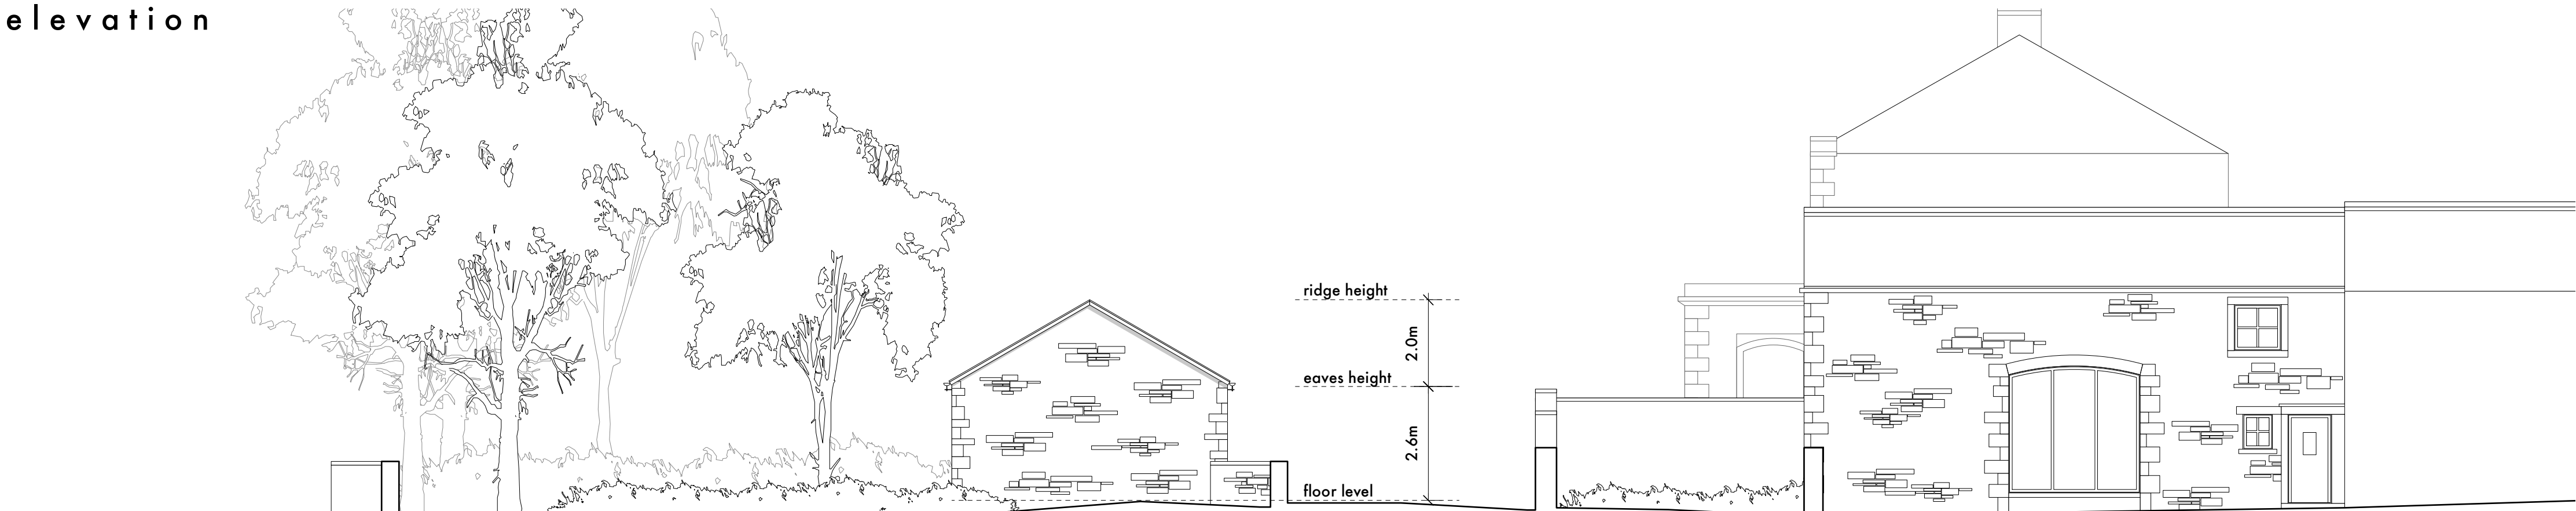 elevation
ridge height
2.0m
eaves height
2.6m
floor level